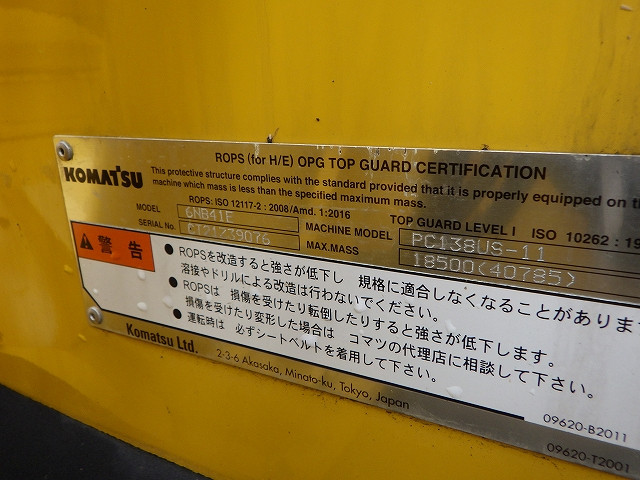 ROPS (for H/E) OPG TOP GUARD CERTIFICATION
KOMATSU
This protective structure complies with the standard provided that it is properly equipped on
machine which mass is less than the specified maximum mass.
ROPS: ISO 12117-2 : 2008/Amd. 1:2016
TOP GUARD LEVEL I ISO 10262 :
MODEL 6NB41E
MACHINE MODEL PC138US-11
SERIAL No.
MAX.MASS 18500(40785)
警告
● ROPSを改造すると強さが低下し 規格に適合しなくなることがありま
溶接やドリルによる改造は行わないでください。
● ROPSは 損傷を受けたり転倒したりすると強さが低下します。
損傷を受けたり変形した場合は コマツの代理店に相談して下さい。
● 運転時は 必ずシートベルトを着用して下さい。
Komatsu Ltd.
2-3-6 Akasaka, Minato-ku, Tokyo, Japan
09620-B2011
09620-T2001